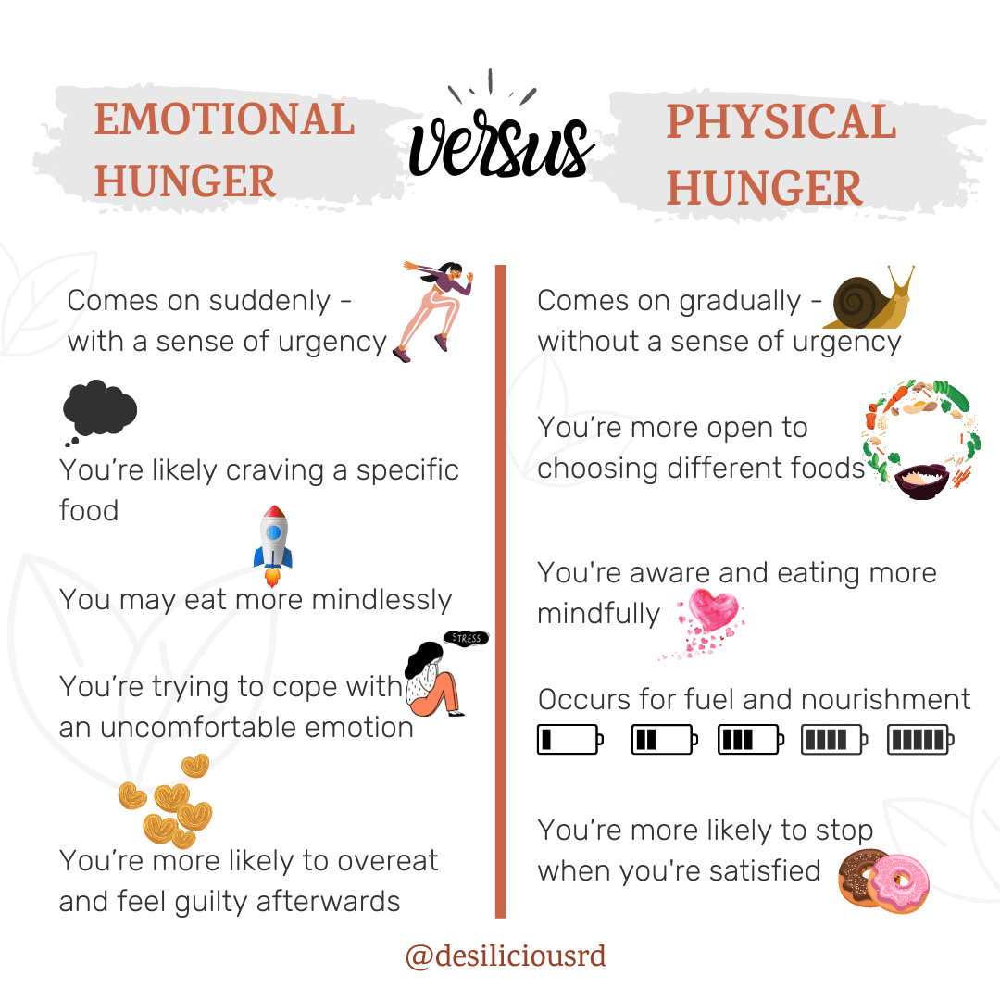 EMOTIONAL
HUNGER
versus
PHYSICAL
HUNGER
Comes on suddenly -
with a sense of urgency
You’re likely craving a specific
food
You may eat more mindlessly
STRESS
You’re trying to cope with
an uncomfortable emotion
You’re more likely to overeat
and feel guilty afterwards
Comes on gradually -
without a sense of urgency
You’re more open to
choosing different foods
You're aware and eating more
mindfully
Occurs for fuel and nourishment
You’re more likely to stop
when you're satisfied
@desiliciousrd